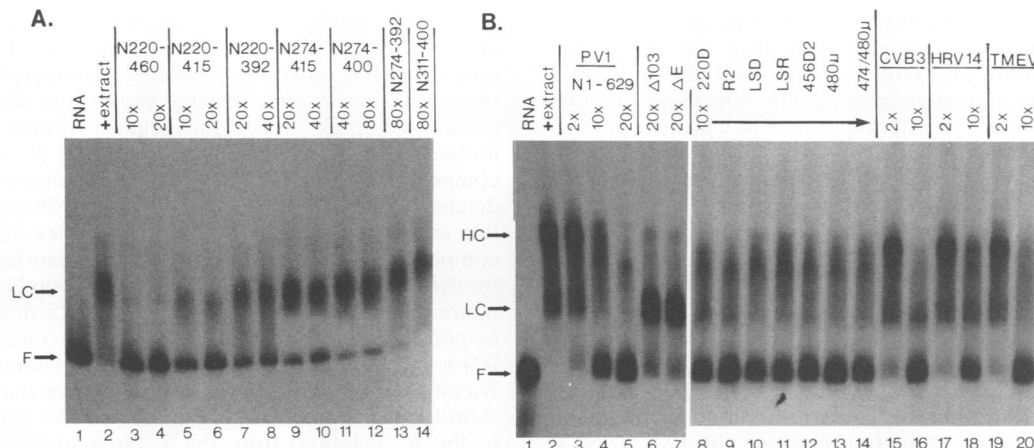 A.
N220-460
N220-415
N220-392
N274-415
N274-400
N274-392
N311-400
RNA
+extract
10x
20x
10x
20x
20x
40x
20x
40x
40x
80x
80x
80x
LC
F
1 2 3 4 5 6 7 8 9 10 11 12 13 14
B.
PV1
N1-629
CVB3
HRV14
TMEV
RNA
+extract
2x
10x
20x
20x Δ103
20x ΔE
10x 220D
R2
LSD
LSR
456D2
480µ
474/480µ
2x
10x
2x
10x
2x
10x
HC
LC
F
1 2 3 4 5 6 7 8 9 10 11 12 13 14 15 16 17 18 19 20